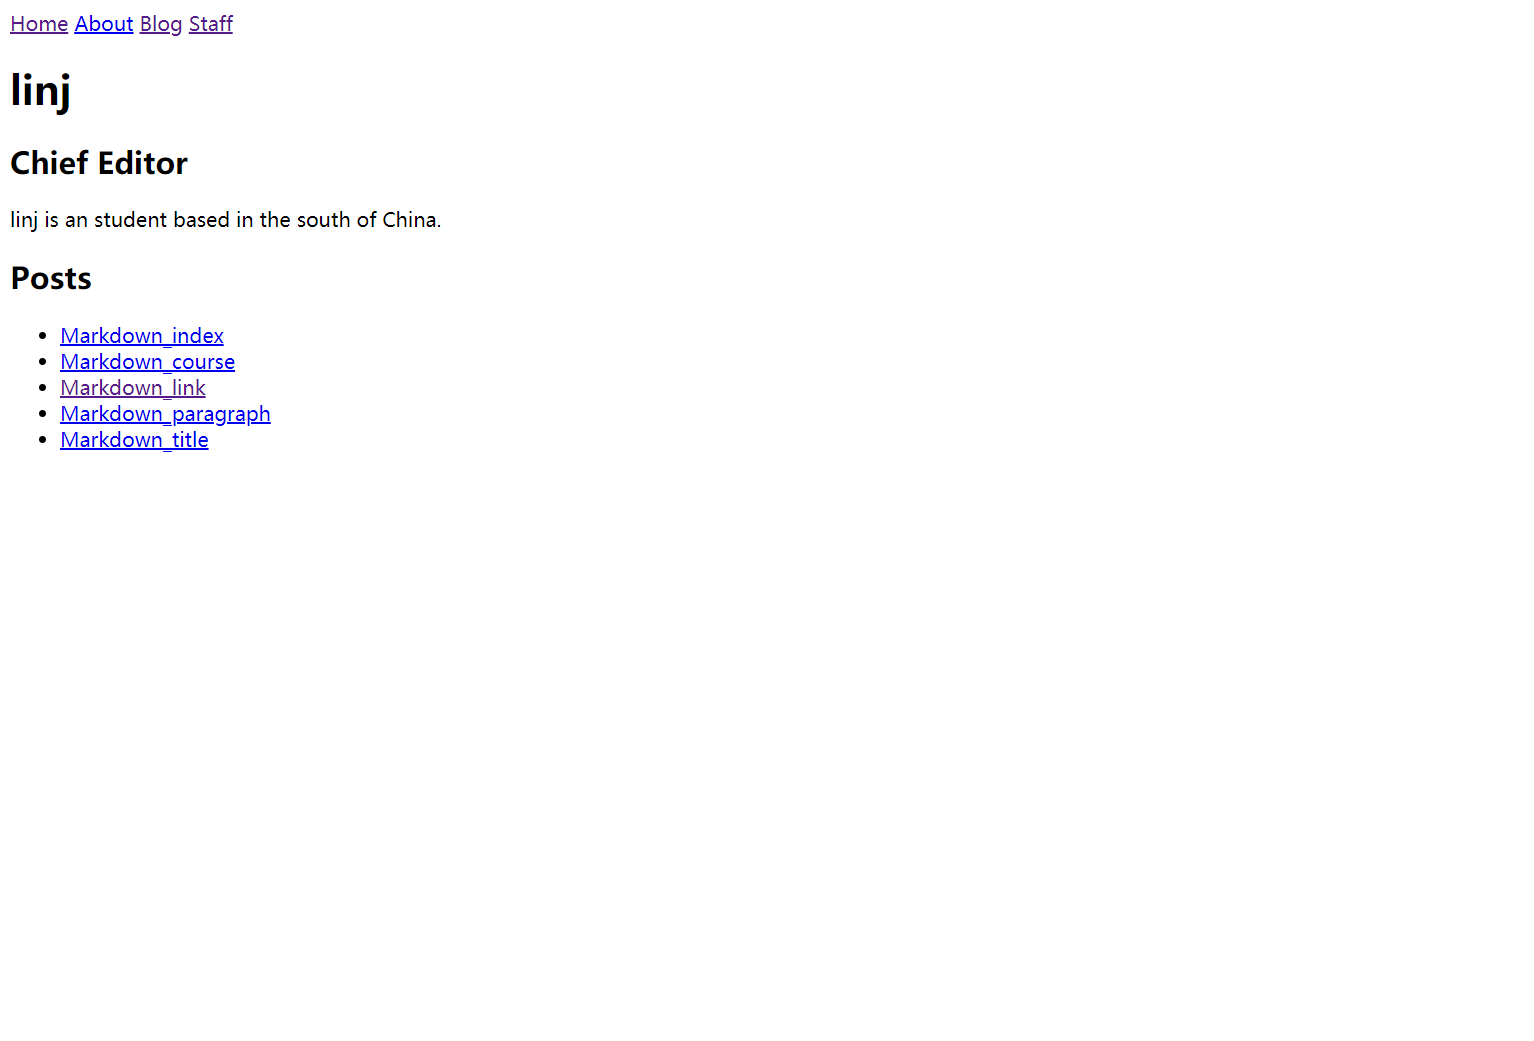 Home About Blog Staff
linj
Chief Editor
linj is an student based in the south of China.
Posts
Markdown_index
Markdown_course
Markdown_link
Markdown_paragraph
Markdown_title